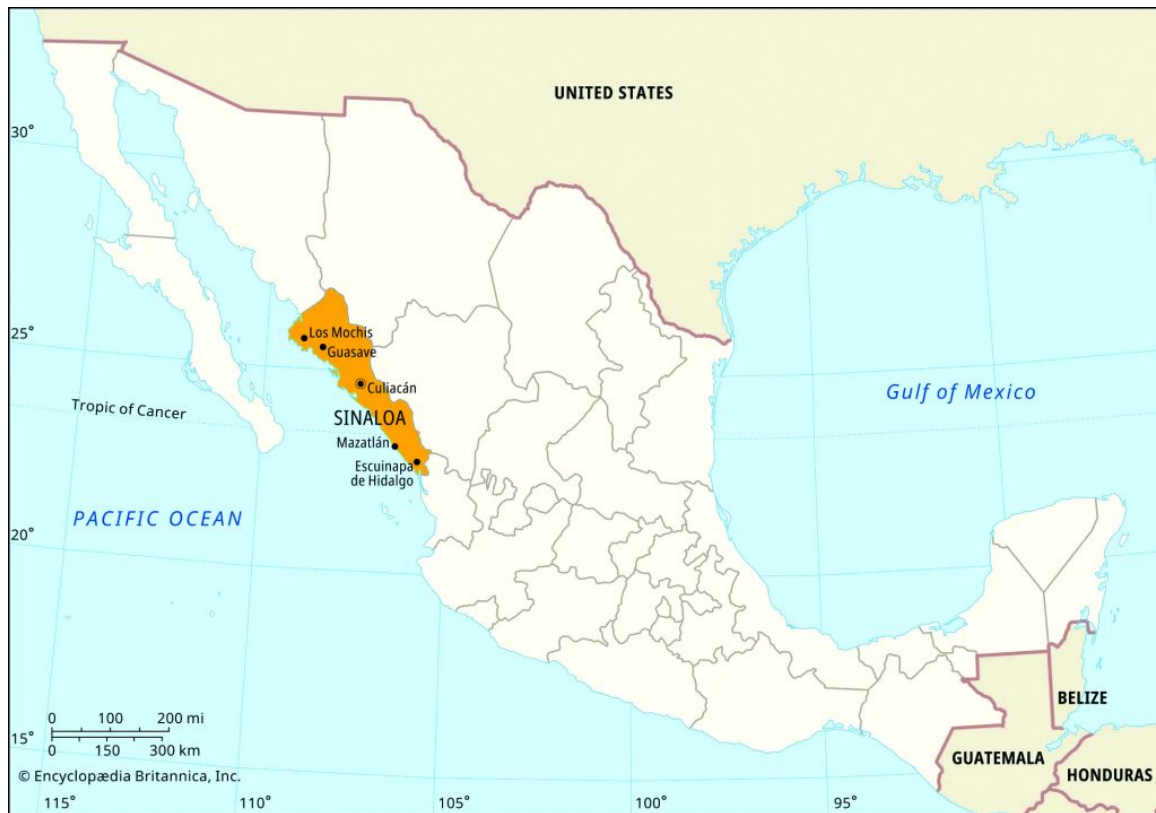 UNITED STATES
30°
25°
Los Mochis
Guasave
Culiacán
Gulf of Mexico
Tropic of Cancer
SINALOA
Mazatlán
Escuinapa
de Hidalgo
PACIFIC OCEAN
20°
BELIZE
0 100 200 mi
0 150 300 km
15°
GUATEMALA
HONDURAS
© Encyclopædia Britannica, Inc.
115° 110° 105° 100° 95°